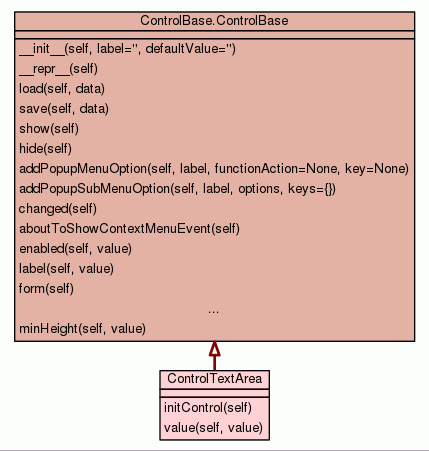 ControlBase.ControlBase
__init__(self, label='', defaultValue='')
__repr__(self)
load(self, data)
save(self, data)
show(self)
hide(self)
addPopupMenuOption(self, label, functionAction=None, key=None)
addPopupSubMenuOption(self, label, options, keys={})
changed(self)
aboutToShowContextMenuEvent(self)
enabled(self, value)
label(self, value)
form(self)
...
minHeight(self, value)
ControlTextArea
initControl(self)
value(self, value)